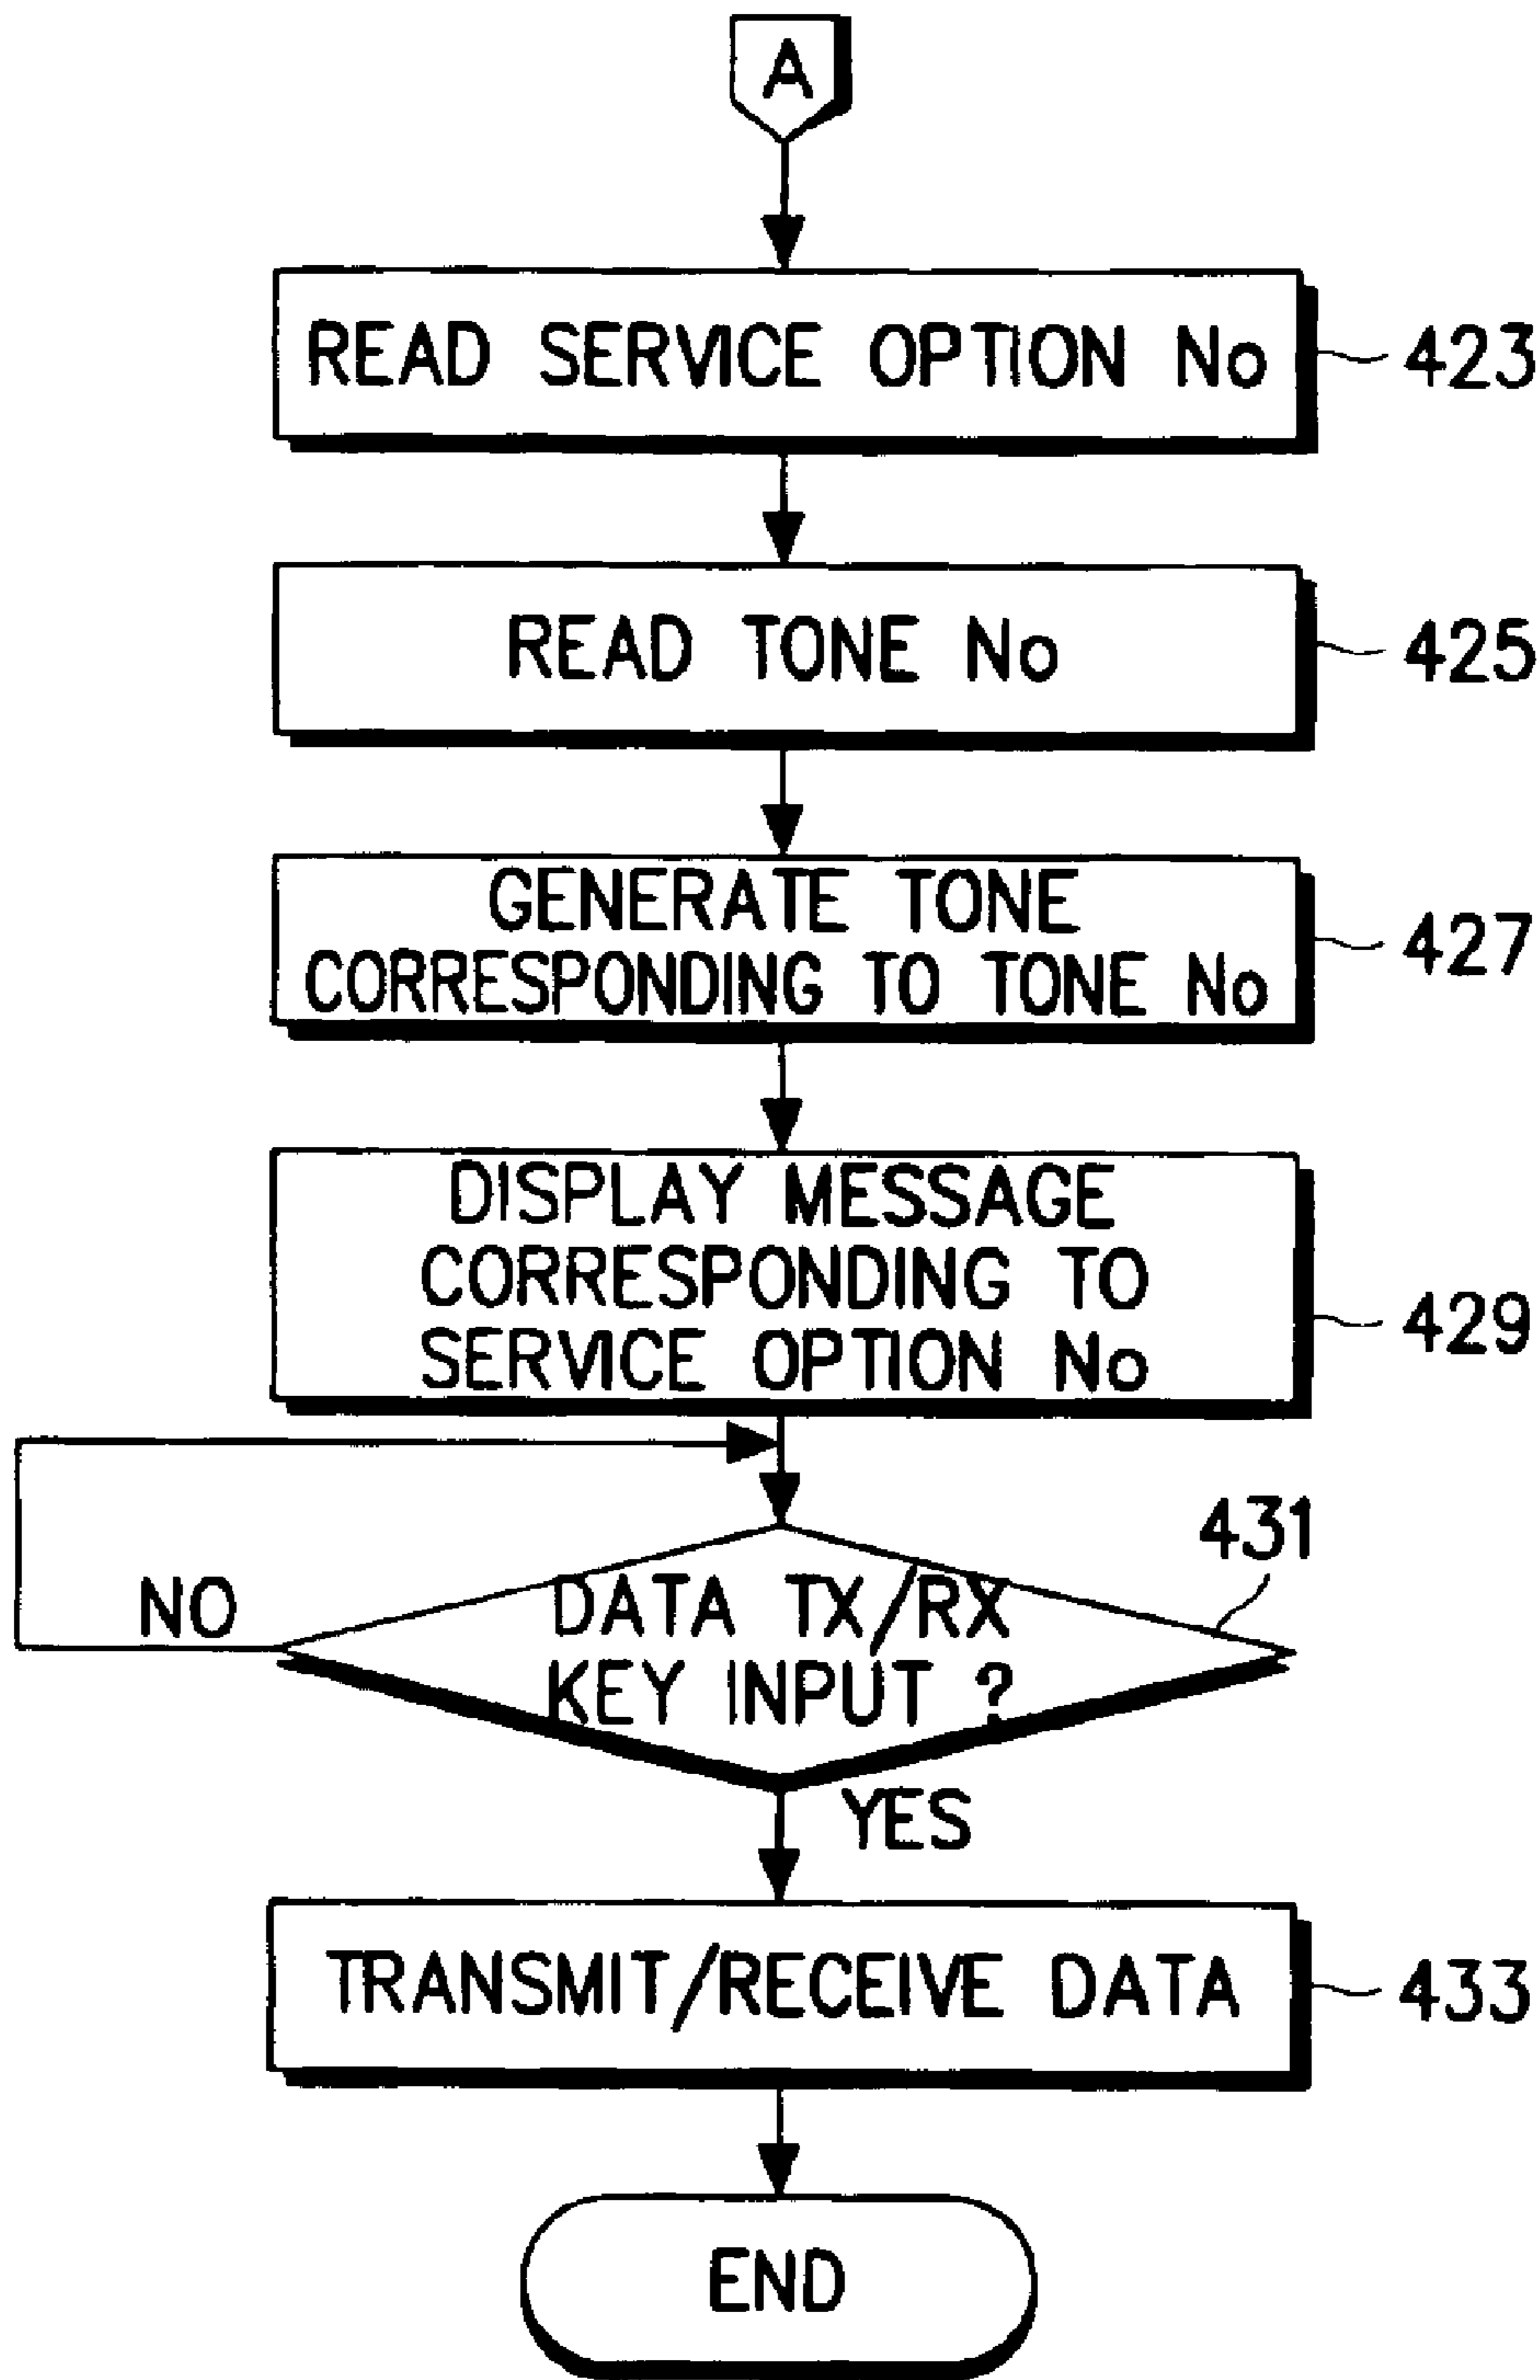 A
READ SERVICE OPTION No
423
READ TONE No
425
GENERATE TONE
CORRESPONDING TO TONE No
427
DISPLAY MESSAGE
CORRESPONDING TO
SERVICE OPTION No
429
431
NO
DATA TX/RX
KEY INPUT ?
YES
TRANSMIT/RECEIVE DATA
433
END